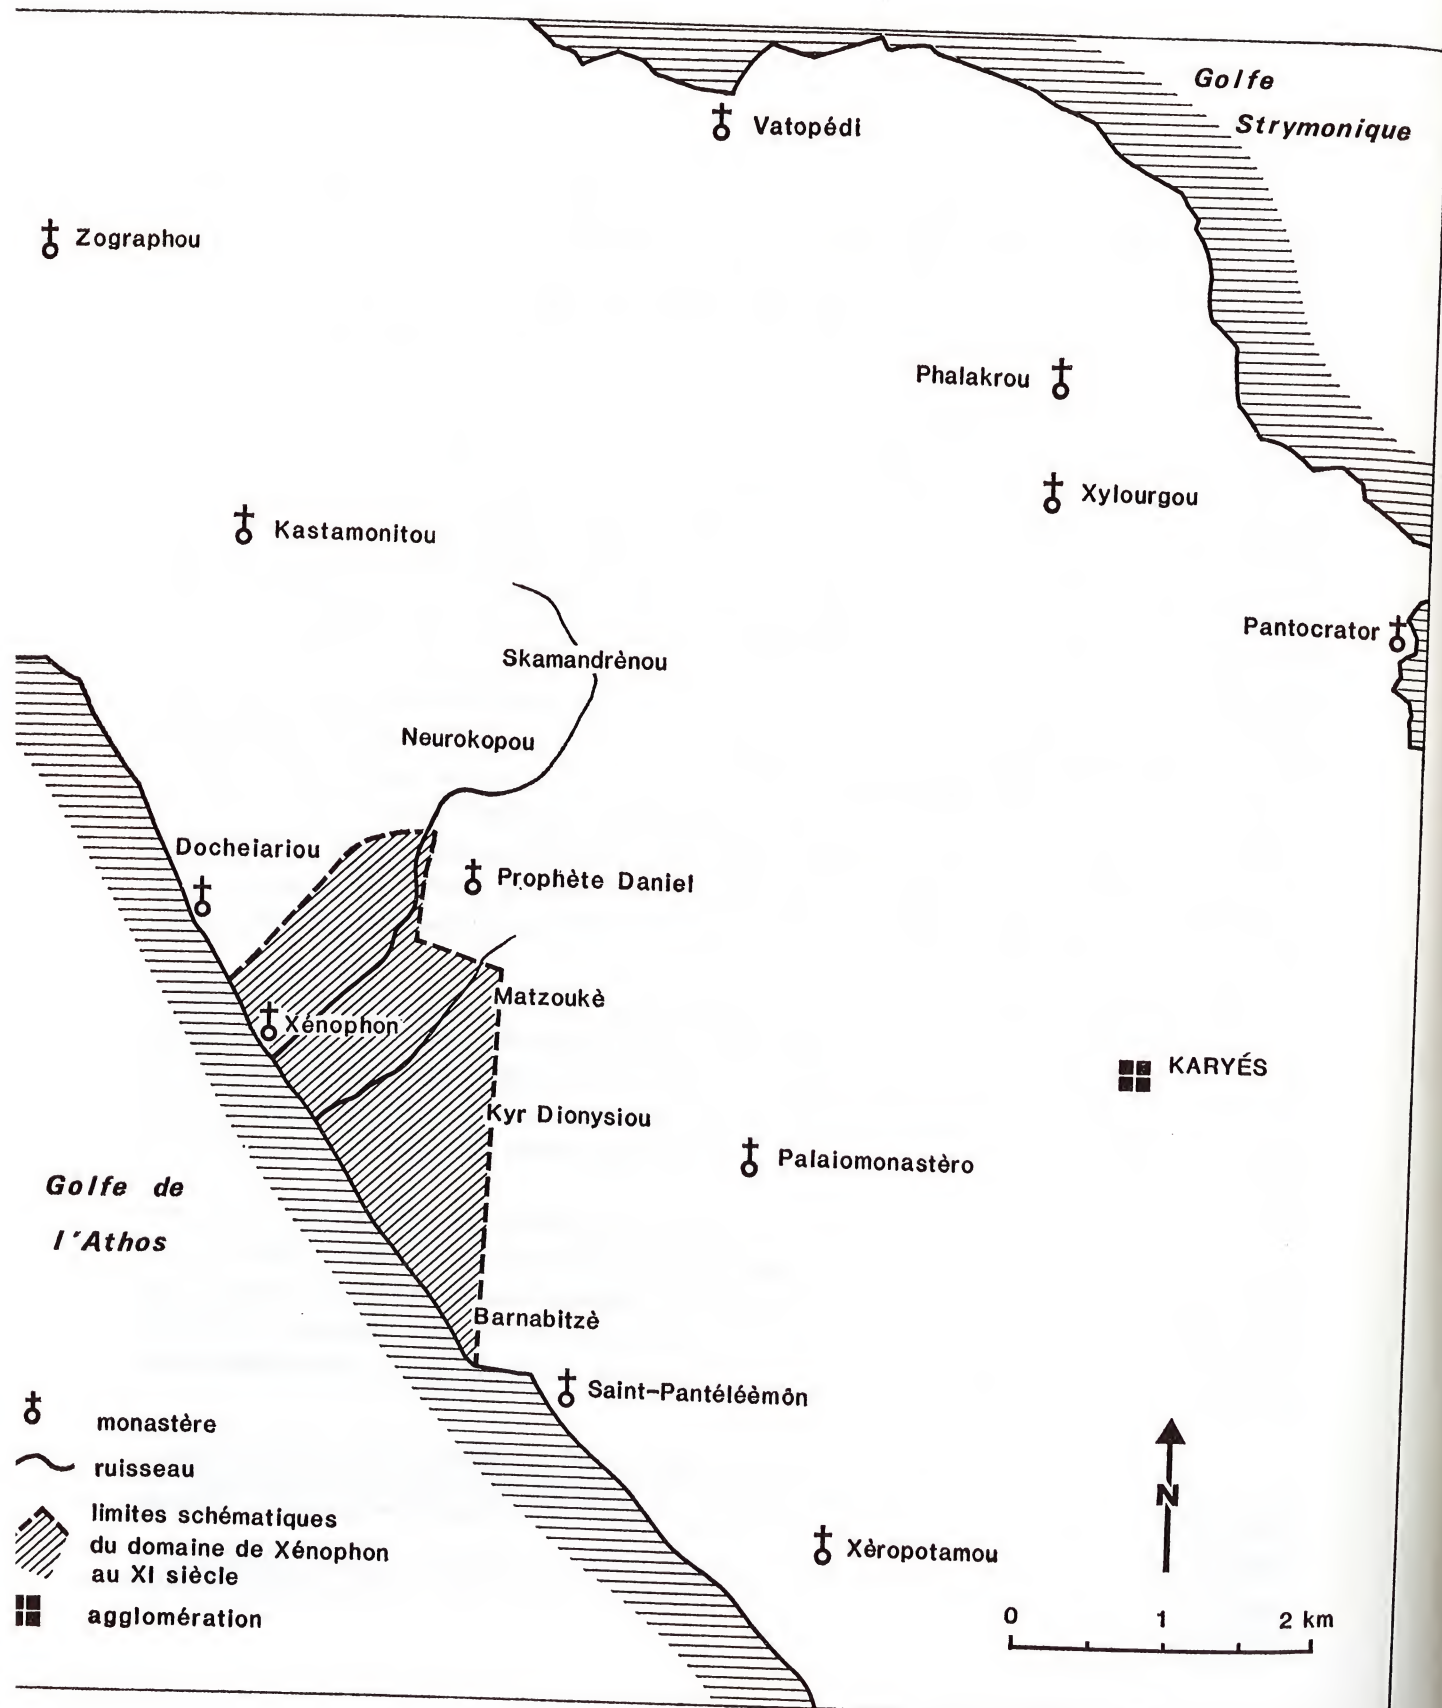 Golfe
Strymonique
Vatopédi
Zographou
Phalakrou
Xylourgou
Kastamonitou
Pantocrator
Skamandrènou
Neurokopou
Docheiariou
Prophète Daniel
Matzoukè
Xénophon
KARYÉS
Kyr Dionysiou
Palaiomonastèro
Golfe de
l'Athos
Barnabitzè
Saint-Pantéléèmôn
monastère
ruisseau
limites schématiques
du domaine de Xénophon
au XI siècle
agglomération
Xèropotamou
N
0 1 2 km